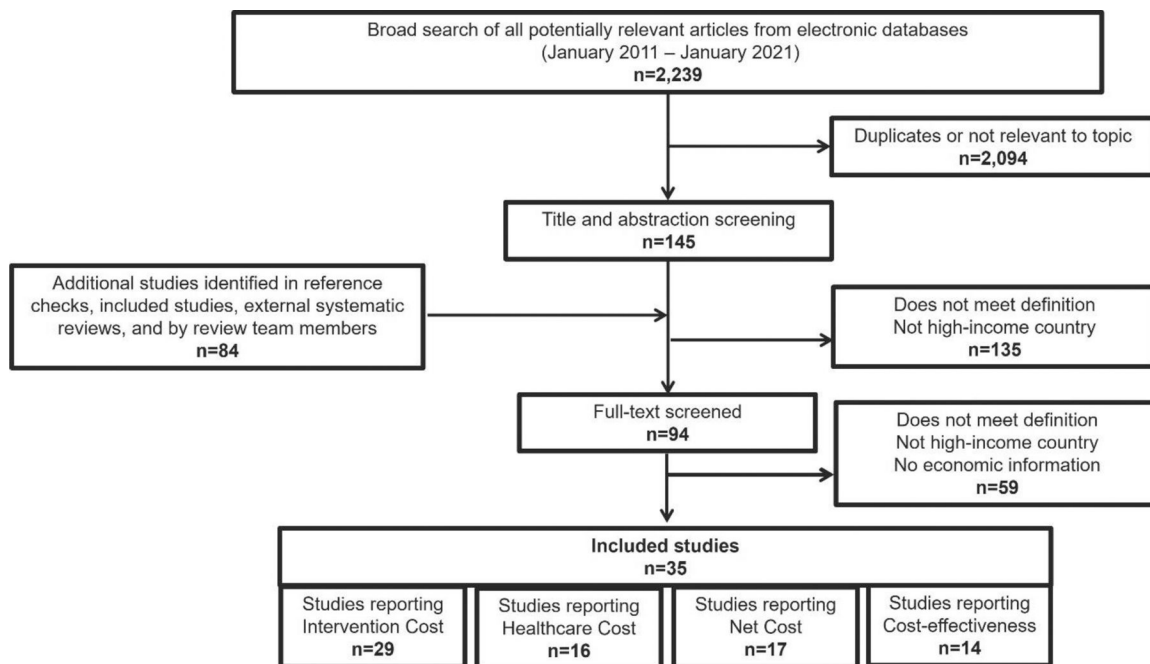 Broad search of all potentially relevant articles from electronic databases
(January 2011 – January 2021)
n=2,239
Duplicates or not relevant to topic
n=2,094
Title and abstraction screening
n=145
Additional studies identified in reference
checks, included studies, external systematic
reviews, and by review team members
n=84
Does not meet definition
Not high-income country
n=135
Full-text screened
n=94
Does not meet definition
Not high-income country
No economic information
n=59
Included studies
n=35
Studies reporting
Intervention Cost
n=29
Studies reporting
Healthcare Cost
n=16
Studies reporting
Net Cost
n=17
Studies reporting
Cost-effectiveness
n=14